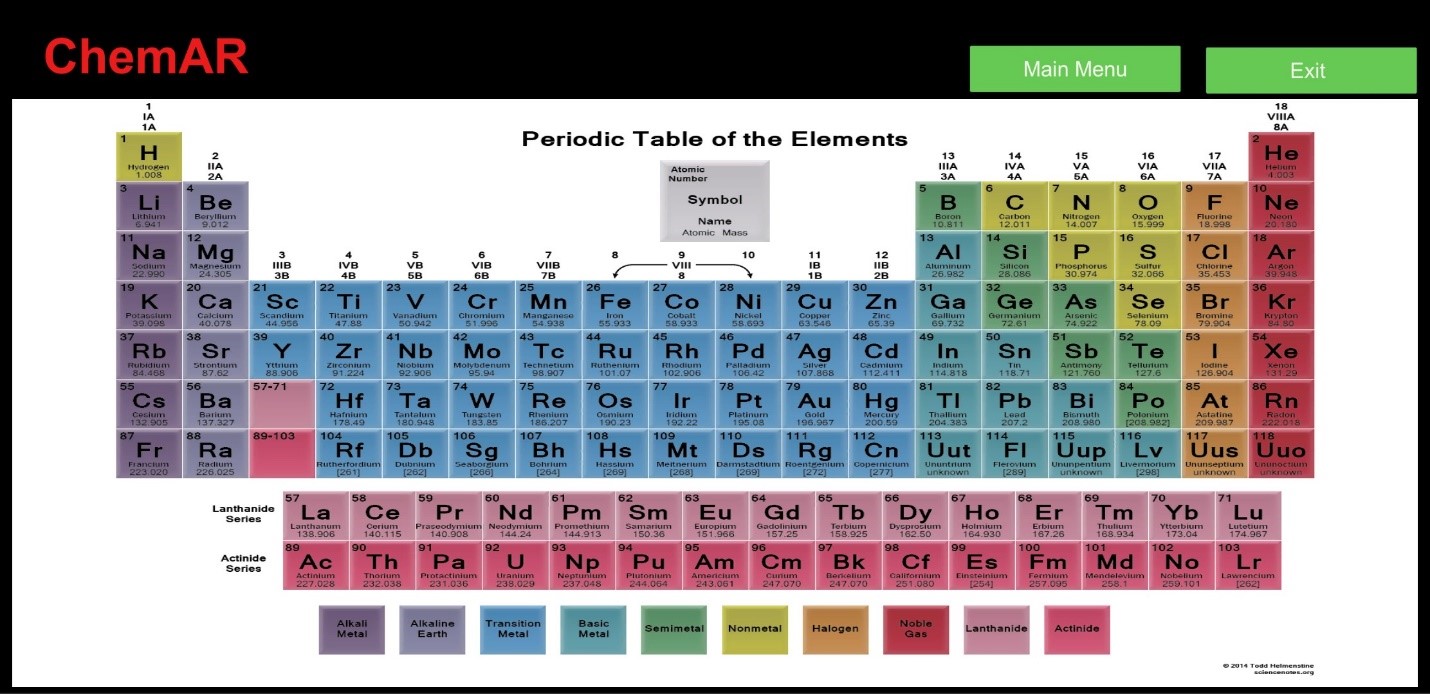 ChemAR
Main Menu
Exit
1
IA
1A
18
VIIIA
8A
Periodic Table of the Elements
1
H
Hydrogen
1.008
2
IIA
2A
13
IIIA
3A
14
IVA
4A
15
VA
5A
16
VIA
6A
17
VIIA
7A
2
He
Helium
4.003
Atomic
Number
Symbol
Name
Atomic Mass
3
Li
Lithium
6.941
4
Be
Beryllium
9.012
5
B
Boron
10.811
6
C
Carbon
12.011
7
N
Nitrogen
14.007
8
O
Oxygen
15.999
9
F
Fluorine
18.998
10
Ne
Neon
20.180
11
Na
Sodium
22.990
12
Mg
Magnesium
24.305
3
IIIB
3B
4
IVB
4B
5
VB
5B
6
VIB
6B
7
VIIB
7B
8
9
10
VIII
8
11
IB
1B
12
IIB
2B
13
Al
Aluminum
26.982
14
Si
Silicon
28.086
15
P
Phosphorus
30.974
16
S
Sulfur
32.066
17
Cl
Chlorine
35.453
18
Ar
Argon
39.948
19
K
Potassium
39.098
20
Ca
Calcium
40.078
21
Sc
Scandium
44.956
22
Ti
Titanium
47.88
23
V
Vanadium
50.942
24
Cr
Chromium
51.996
25
Mn
Manganese
54.938
26
Fe
Iron
55.933
27
Co
Cobalt
58.933
28
Ni
Nickel
58.693
29
Cu
Copper
63.546
30
Zn
Zinc
65.39
31
Ga
Gallium
69.732
32
Ge
Germanium
72.61
33
As
Arsenic
74.922
34
Se
Selenium
78.09
35
Br
Bromine
79.904
36
Kr
Krypton
84.80
37
Rb
Rubidium
84.468
38
Sr
Strontium
87.62
39
Y
Yttrium
88.906
40
Zr
Zirconium
91.224
41
Nb
Niobium
92.906
42
Mo
Molybdenum
95.94
43
Tc
Technetium
98.907
44
Ru
Ruthenium
101.07
45
Rh
Rhodium
102.906
46
Pd
Palladium
106.42
47
Ag
Silver
107.868
48
Cd
Cadmium
112.411
49
In
Indium
114.818
50
Sn
Tin
118.71
51
Sb
Antimony
121.760
52
Te
Tellurium
127.6
53
I
Iodine
126.904
54
Xe
Xenon
131.29
55
Cs
Cesium
132.905
56
Ba
Barium
137.327
57-71
72
Hf
Hafnium
178.49
73
Ta
Tantalum
180.948
74
W
Tungsten
183.85
75
Re
Rhenium
186.207
76
Os
Osmium
190.23
77
Ir
Iridium
192.22
78
Pt
Platinum
195.08
79
Au
Gold
196.967
80
Hg
Mercury
200.59
81
Tl
Thallium
204.383
82
Pb
Lead
207.2
83
Bi
Bismuth
208.980
84
Po
Polonium
[208.982]
85
At
Astatine
209.987
86
Rn
Radon
222.018
87
Fr
Francium
223.020
88
Ra
Radium
226.025
89-103
104
Rf
Rutherfordium
[261]
105
Db
Dubnium
[262]
106
Sg
Seaborgium
[266]
107
Bh
Bohrium
[264]
108
Hs
Hassium
[269]
109
Mt
Meitnerium
[268]
110
Ds
Darmstadtium
[269]
111
Rg
Roentgenium
[272]
112
Cn
Copernicium
[277]
113
Uut
Ununtrium
unknown
114
Fl
Flerovium
[289]
115
Uup
Ununpentium
unknown
116
Lv
Livermorium
[298]
117
Uus
Ununseptium
unknown
118
Uuo
Ununoctium
unknown
Lanthanide
Series
57
La
Lanthanum
138.906
58
Ce
Cerium
140.115
59
Pr
Praseodymium
140.908
60
Nd
Neodymium
144.24
61
Pm
Promethium
144.913
62
Sm
Samarium
150.36
63
Eu
Europium
151.966
64
Gd
Gadolinium
157.25
65
Tb
Terbium
158.925
66
Dy
Dysprosium
162.50
67
Ho
Holmium
164.930
68
Er
Erbium
167.26
69
Tm
Thulium
168.934
70
Yb
Ytterbium
173.04
71
Lu
Lutetium
174.967
Actinide
Series
89
Ac
Actinium
227.028
90
Th
Thorium
232.038
91
Pa
Protactinium
231.036
92
U
Uranium
238.029
93
Np
Neptunium
237.048
94
Pu
Plutonium
244.064
95
Am
Americium
243.061
96
Cm
Curium
247.070
97
Bk
Berkelium
247.070
98
Cf
Californium
251.080
99
Es
Einsteinium
[254]
100
Fm
Fermium
257.095
101
Md
Mendelevium
258.1
102
No
Nobelium
259.101
103
Lr
Lawrencium
[262]
Alkali
Metal
Alkaline
Earth
Transition
Metal
Basic
Metal
Semimetal
Nonmetal
Halogen
Noble
Gas
Lanthanide
Actinide
© 2014 Todd Helmenstine
sciencenotes.org